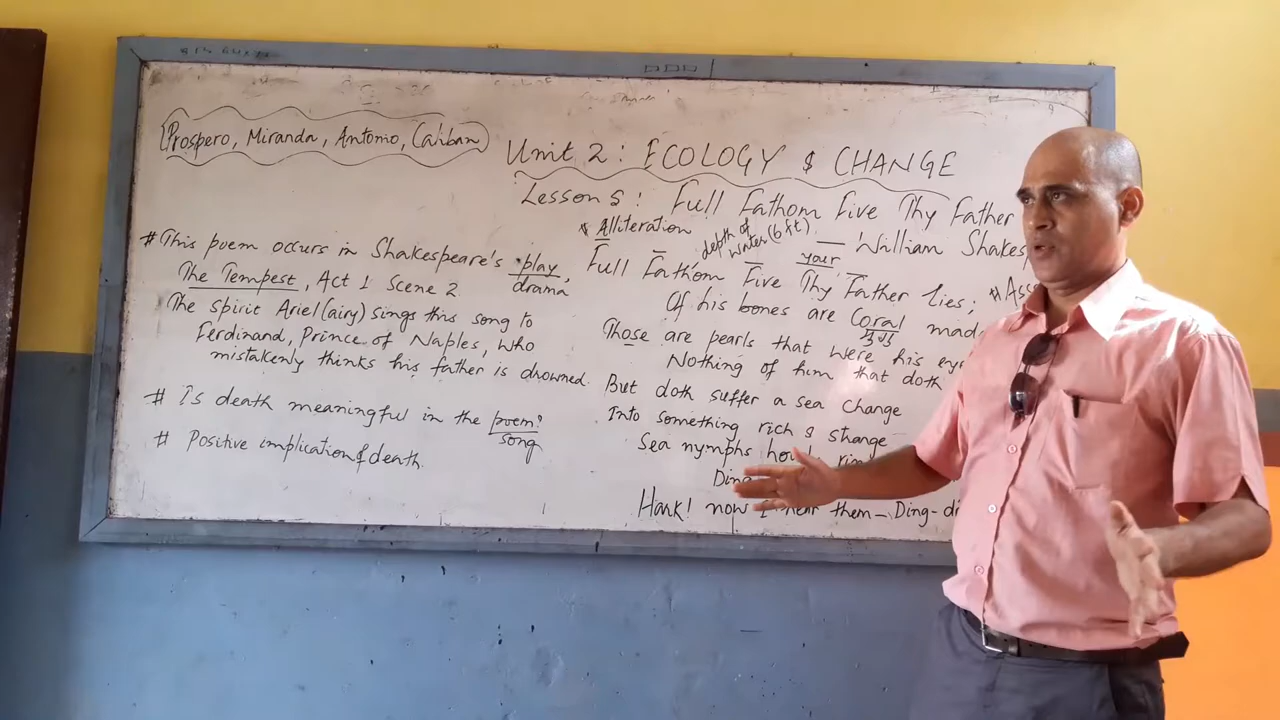 Prospero, Miranda, Antonio, Caliban
Unit 2 : ECOLOGY & CHANGE
Lesson 5 : Full Fathom Five Thy Father
— William Shakes
* Alliteration
depth of
water (6 ft)
your
Full Fathom Five Thy Father lies;
Of his bones are Coral made
Those are pearls that were his eye
Nothing of him that doth
But doth suffer a sea change
Into something rich & strange
Sea nymphs
Ding
Hark! now I hear them – Ding-di
** Ass
# This poem occurs in Shakespeare's play,
drama
The Tempest, Act 1 Scene 2
The spirit Ariel (airy) sings this song to
Ferdinand, Prince of Naples, who
mistakenly thinks his father is drowned.
# Is death meaningful in the poem?
song
# Positive implication of death.